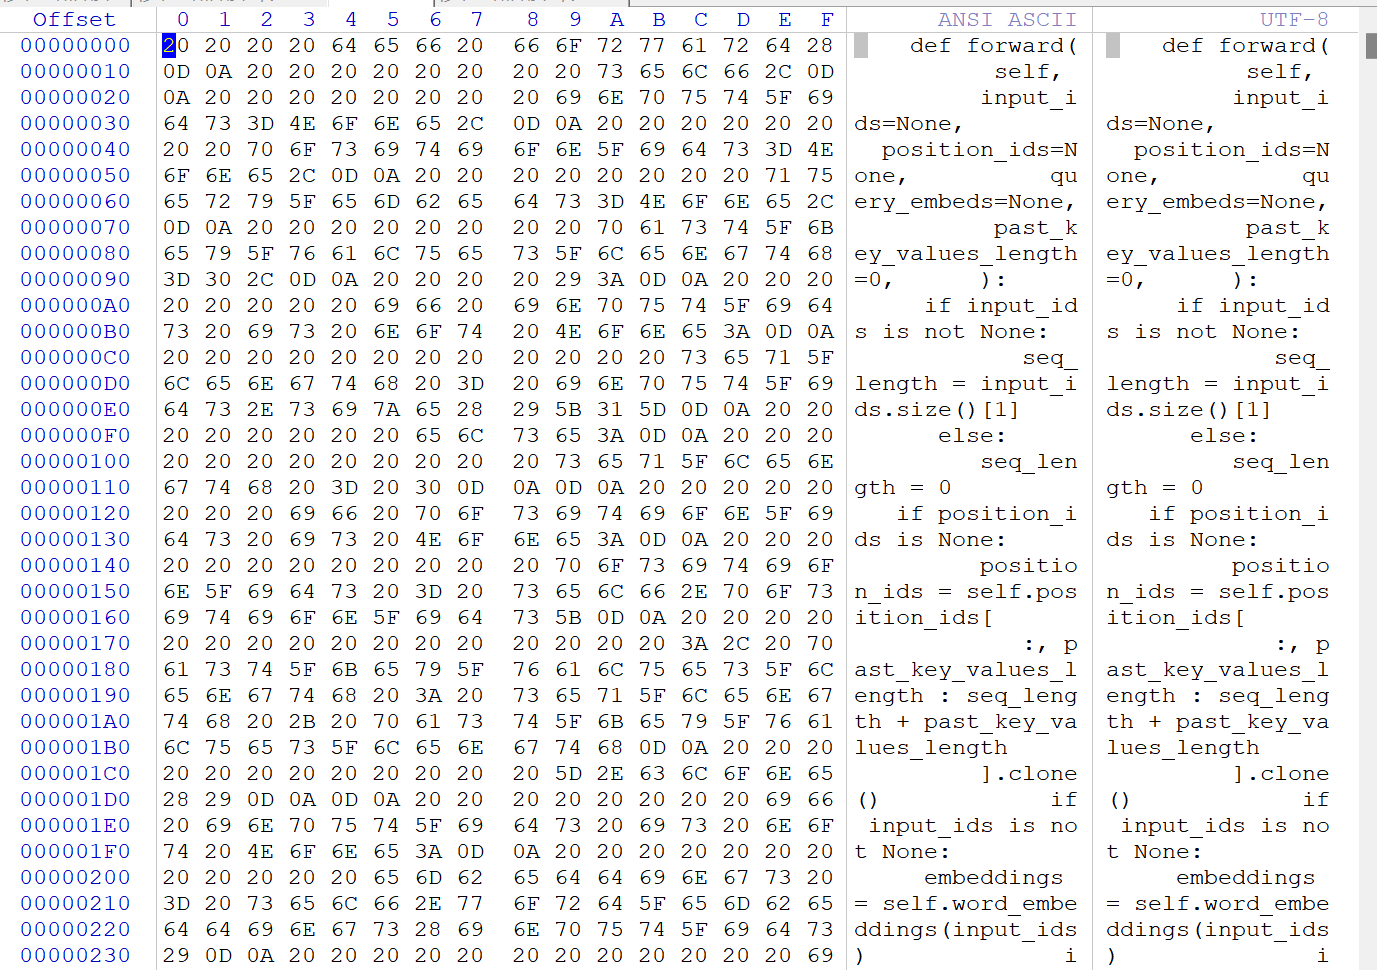 Offset 0 1 2 3 4 5 6 7 8 9 A B C D E F ANSI ASCII UTF-8
00000000 20 20 20 20 64 65 66 20 66 6F 72 77 61 72 64 28 def forward( def forward(
00000010 0D 0A 20 20 20 20 20 20 20 20 73 65 6C 66 2C 0D self, self,
00000020 0A 20 20 20 20 20 20 20 20 69 6E 70 75 74 5F 69 input_i input_i
00000030 64 73 3D 4E 6F 6E 65 2C 0D 0A 20 20 20 20 20 20 ds=None, ds=None,
00000040 20 20 70 6F 73 69 74 69 6F 6E 5F 69 64 73 3D 4E position_ids=N position_ids=N
00000050 6F 6E 65 2C 0D 0A 20 20 20 20 20 20 20 20 71 75 one, qu one, qu
00000060 65 72 79 5F 65 6D 62 65 64 73 3D 4E 6F 6E 65 2C ery_embeds=None, ery_embeds=None,
00000070 0D 0A 20 20 20 20 20 20 20 20 70 61 73 74 5F 6B past_k past_k
00000080 65 79 5F 76 61 6C 75 65 73 5F 6C 65 6E 67 74 68 ey_values_length ey_values_length
00000090 3D 30 2C 0D 0A 20 20 20 20 29 3A 0D 0A 20 20 20 =0, ): =0, ):
000000A0 20 20 20 20 20 69 66 20 69 6E 70 75 74 5F 69 64 if input_id if input_id
000000B0 73 20 69 73 20 6E 6F 74 20 4E 6F 6E 65 3A 0D 0A s is not None: s is not None:
000000C0 20 20 20 20 20 20 20 20 20 20 20 20 73 65 71 5F seq_ seq_
000000D0 6C 65 6E 67 74 68 20 3D 20 69 6E 70 75 74 5F 69 length = input_i length = input_i
000000E0 64 73 2E 73 69 7A 65 28 29 5B 31 5D 0D 0A 20 20 ds.size()[1] ds.size()[1]
000000F0 20 20 20 20 20 20 65 6C 73 65 3A 0D 0A 20 20 20 else: else:
00000100 20 20 20 20 20 20 20 20 20 73 65 71 5F 6C 65 6E seq_len seq_len
00000110 67 74 68 20 3D 20 30 0D 0A 0D 0A 20 20 20 20 20 gth = 0 gth = 0
00000120 20 20 20 69 66 20 70 6F 73 69 74 69 6F 6E 5F 69 if position_i if position_i
00000130 64 73 20 69 73 20 4E 6F 6E 65 3A 0D 0A 20 20 20 ds is None: ds is None:
00000140 20 20 20 20 20 20 20 20 20 70 6F 73 69 74 69 6F positio positio
00000150 6E 5F 69 64 73 20 3D 20 73 65 6C 66 2E 70 6F 73 n_ids = self.pos n_ids = self.pos
00000160 69 74 69 6F 6E 5F 69 64 73 5B 0D 0A 20 20 20 20 ition_ids[ ition_ids[
00000170 20 20 20 20 20 20 20 20 20 20 20 20 3A 2C 20 70 :, p :, p
00000180 61 73 74 5F 6B 65 79 5F 76 61 6C 75 65 73 5F 6C ast_key_values_l ast_key_values_l
00000190 65 6E 67 74 68 20 3A 20 73 65 71 5F 6C 65 6E 67 ength : seq_leng ength : seq_leng
000001A0 74 68 20 2B 20 70 61 73 74 5F 6B 65 79 5F 76 61 th + past_key_va th + past_key_va
000001B0 6C 75 65 73 5F 6C 65 6E 67 74 68 0D 0A 20 20 20 lues_length lues_length
000001C0 20 20 20 20 20 20 20 20 20 5D 2E 63 6C 6F 6E 65 ].clone ].clone
000001D0 28 29 0D 0A 0D 0A 20 20 20 20 20 20 20 20 69 66 () if () if
000001E0 20 69 6E 70 75 74 5F 69 64 73 20 69 73 20 6E 6F input_ids is no input_ids is no
000001F0 74 20 4E 6F 6E 65 3A 0D 0A 20 20 20 20 20 20 20 t None: t None:
00000200 20 20 20 20 20 65 6D 62 65 64 64 69 6E 67 73 20 embeddings embeddings
00000210 3D 20 73 65 6C 66 2E 77 6F 72 64 5F 65 6D 62 65 = self.word_embe = self.word_embe
00000220 64 64 69 6E 67 73 28 69 6E 70 75 74 5F 69 64 73 ddings(input_ids ddings(input_ids
00000230 29 0D 0A 20 20 20 20 20 20 20 20 20 20 20 20 69 ) i ) i